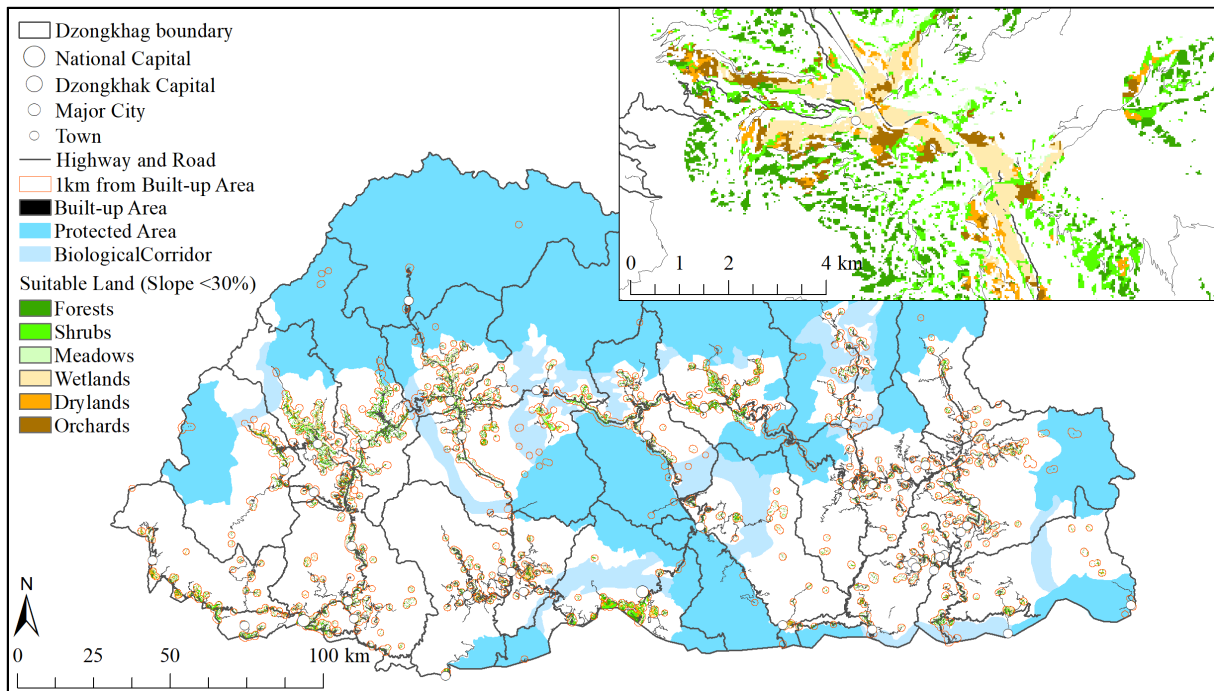 Dzongkhag boundary
National Capital
Dzongkhak Capital
Major City
Town
Highway and Road
1km from Built-up Area
Built-up Area
Protected Area
BiologicalCorridor
Suitable Land (Slope <30%)
Forests
Shrubs
Meadows
Wetlands
Drylands
Orchards
0 1 2 4 km
N
0 25 50 100 km